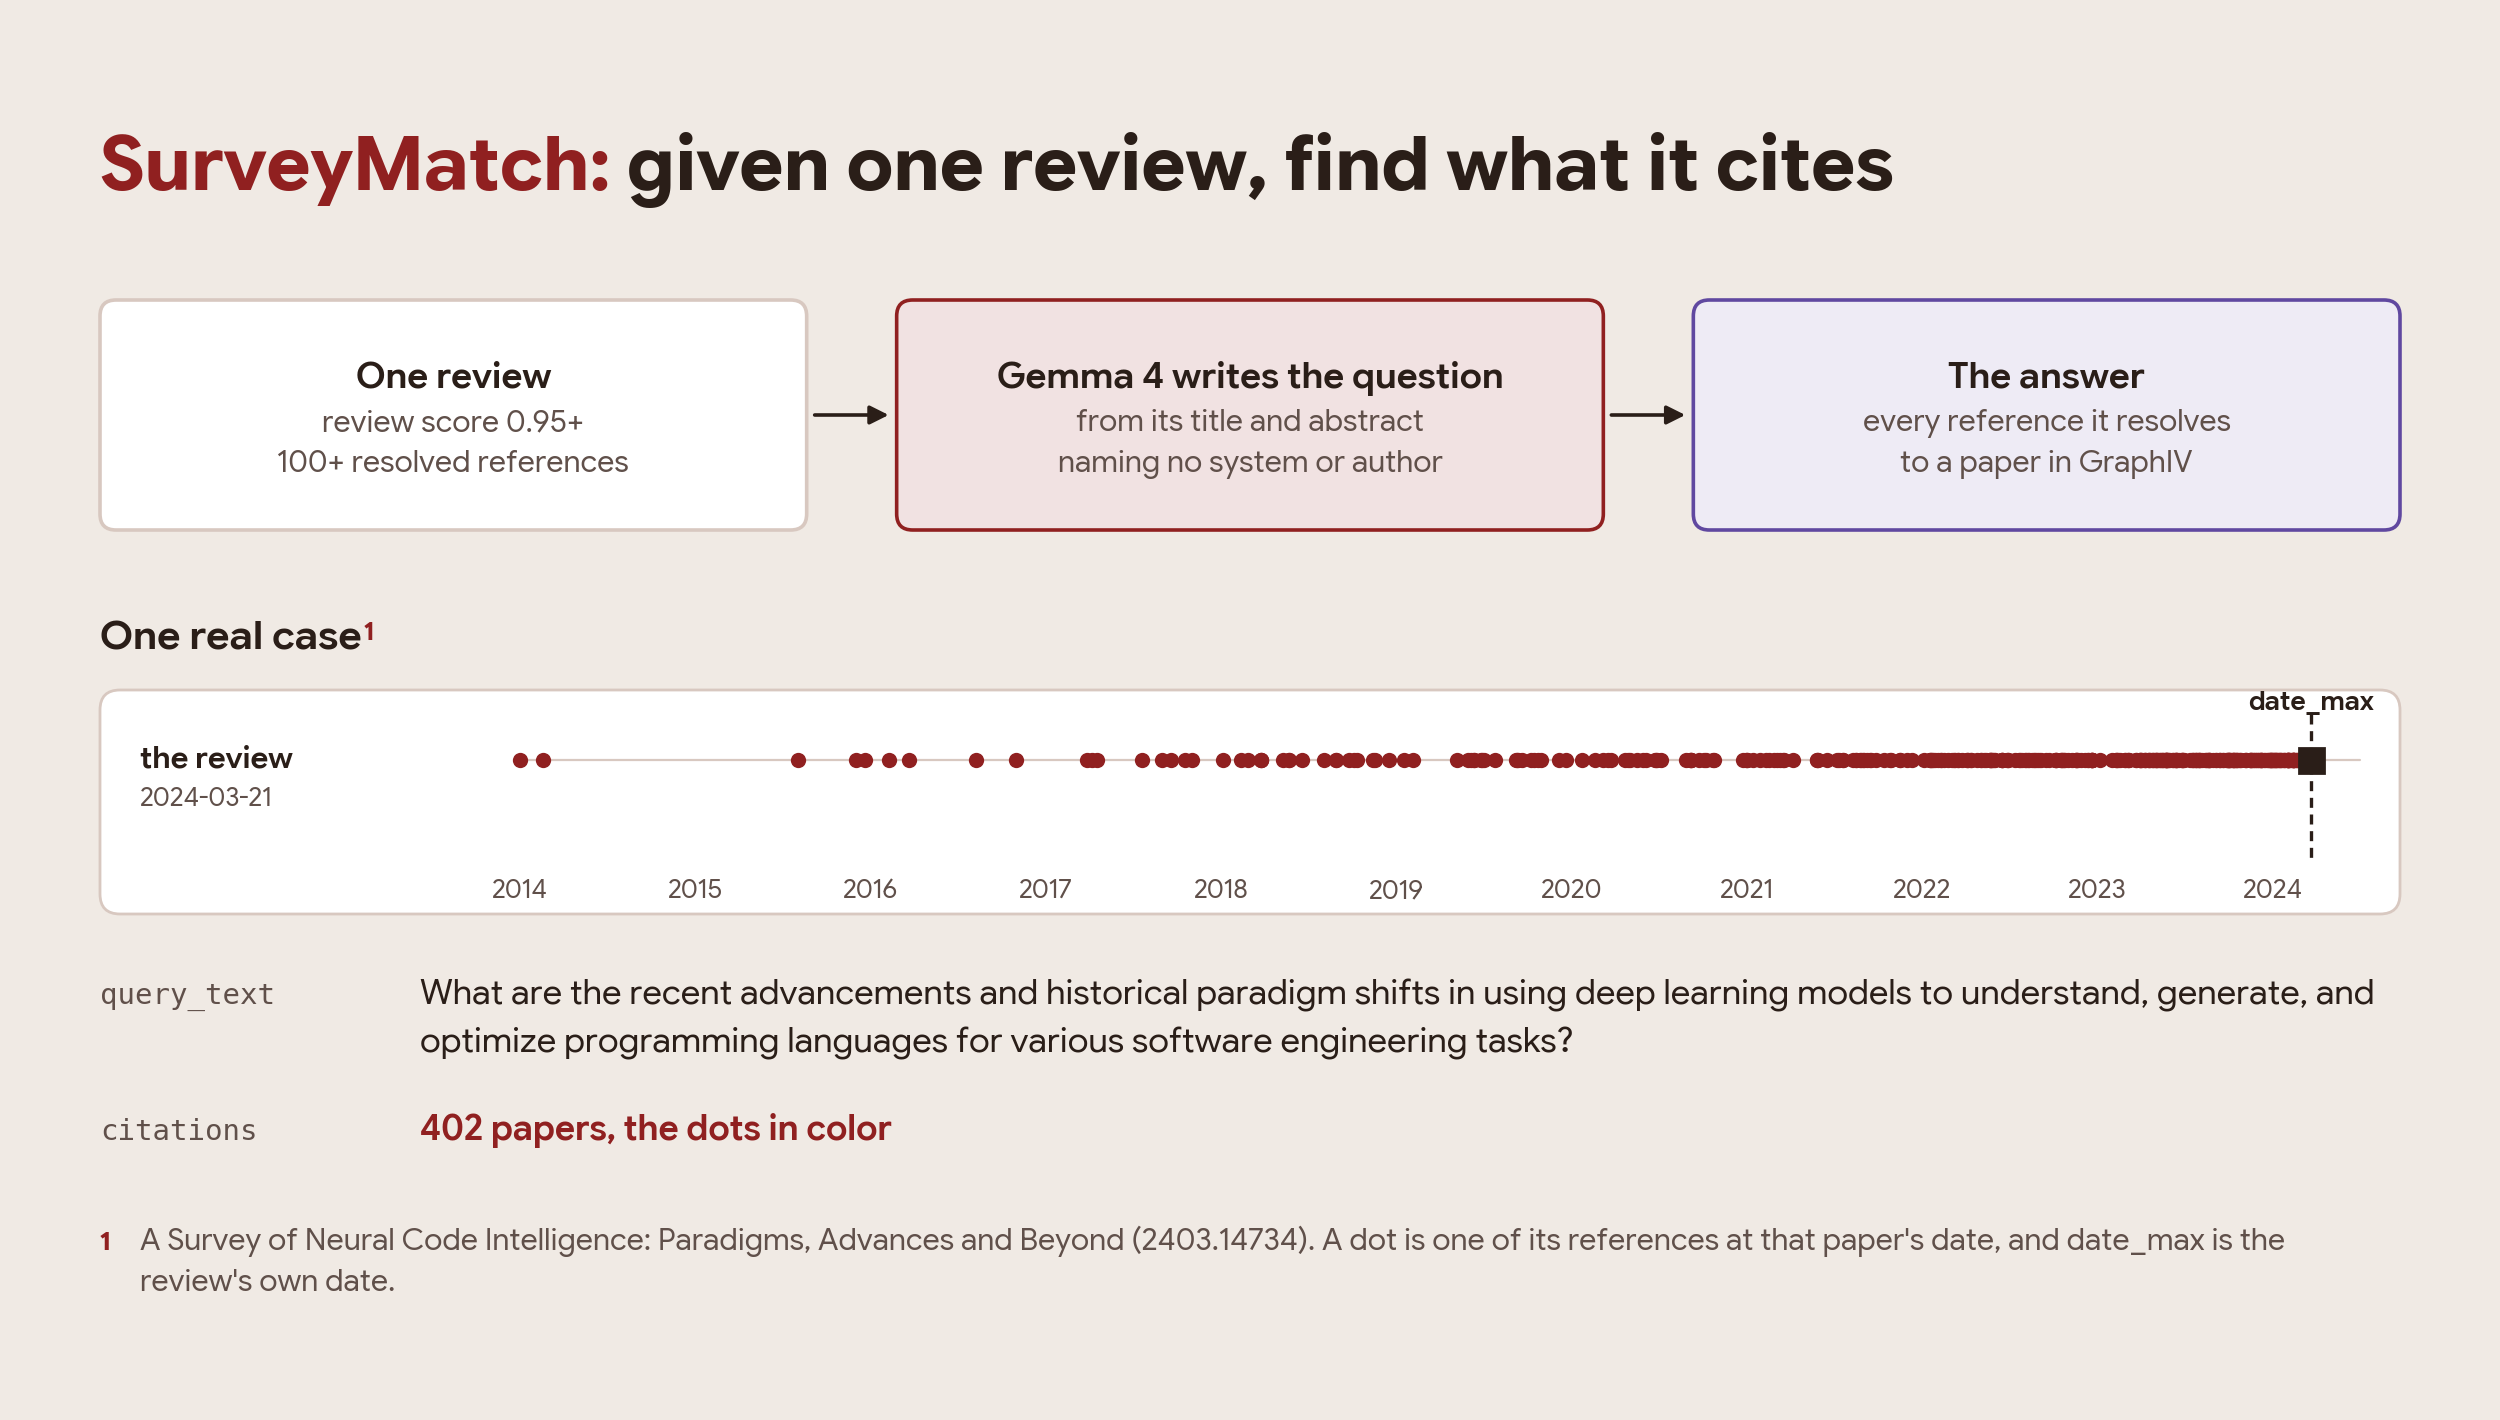 SurveyMatch: given one review, find what it cites
One review
review score 0.95+
100+ resolved references
Gemma 4 writes the question
from its title and abstract
naming no system or author
The answer
every reference it resolves
to a paper in GraphIV
One real case¹
date_max
the review
2024-03-21
2014 2015 2016 2017 2018 2019 2020 2021 2022 2023 2024
query_text What are the recent advancements and historical paradigm shifts in using deep learning models to understand, generate, and
optimize programming languages for various software engineering tasks?
citations 402 papers, the dots in color
1 A Survey of Neural Code Intelligence: Paradigms, Advances and Beyond (2403.14734). A dot is one of its references at that paper's date, and date_max is the
review's own date.